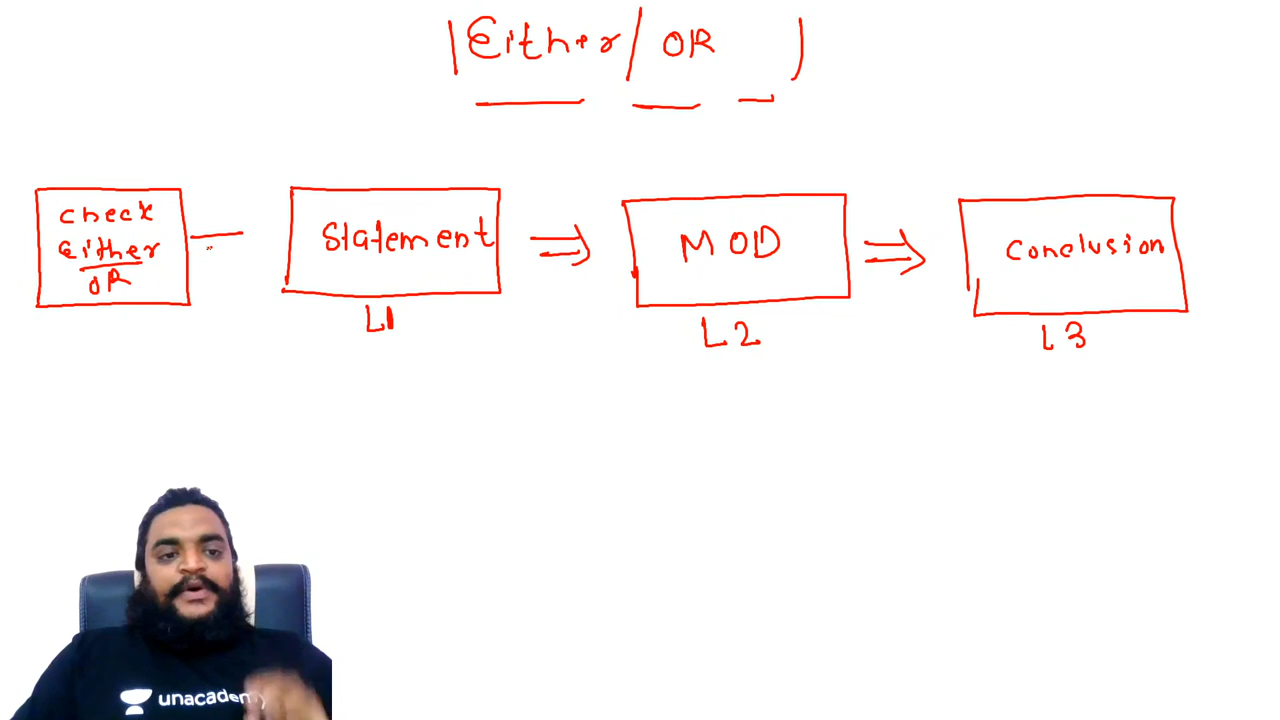 Either/OR
Check
Either
OR
Statement
L1
MOD
L2
Conclusion
L3
unacademy